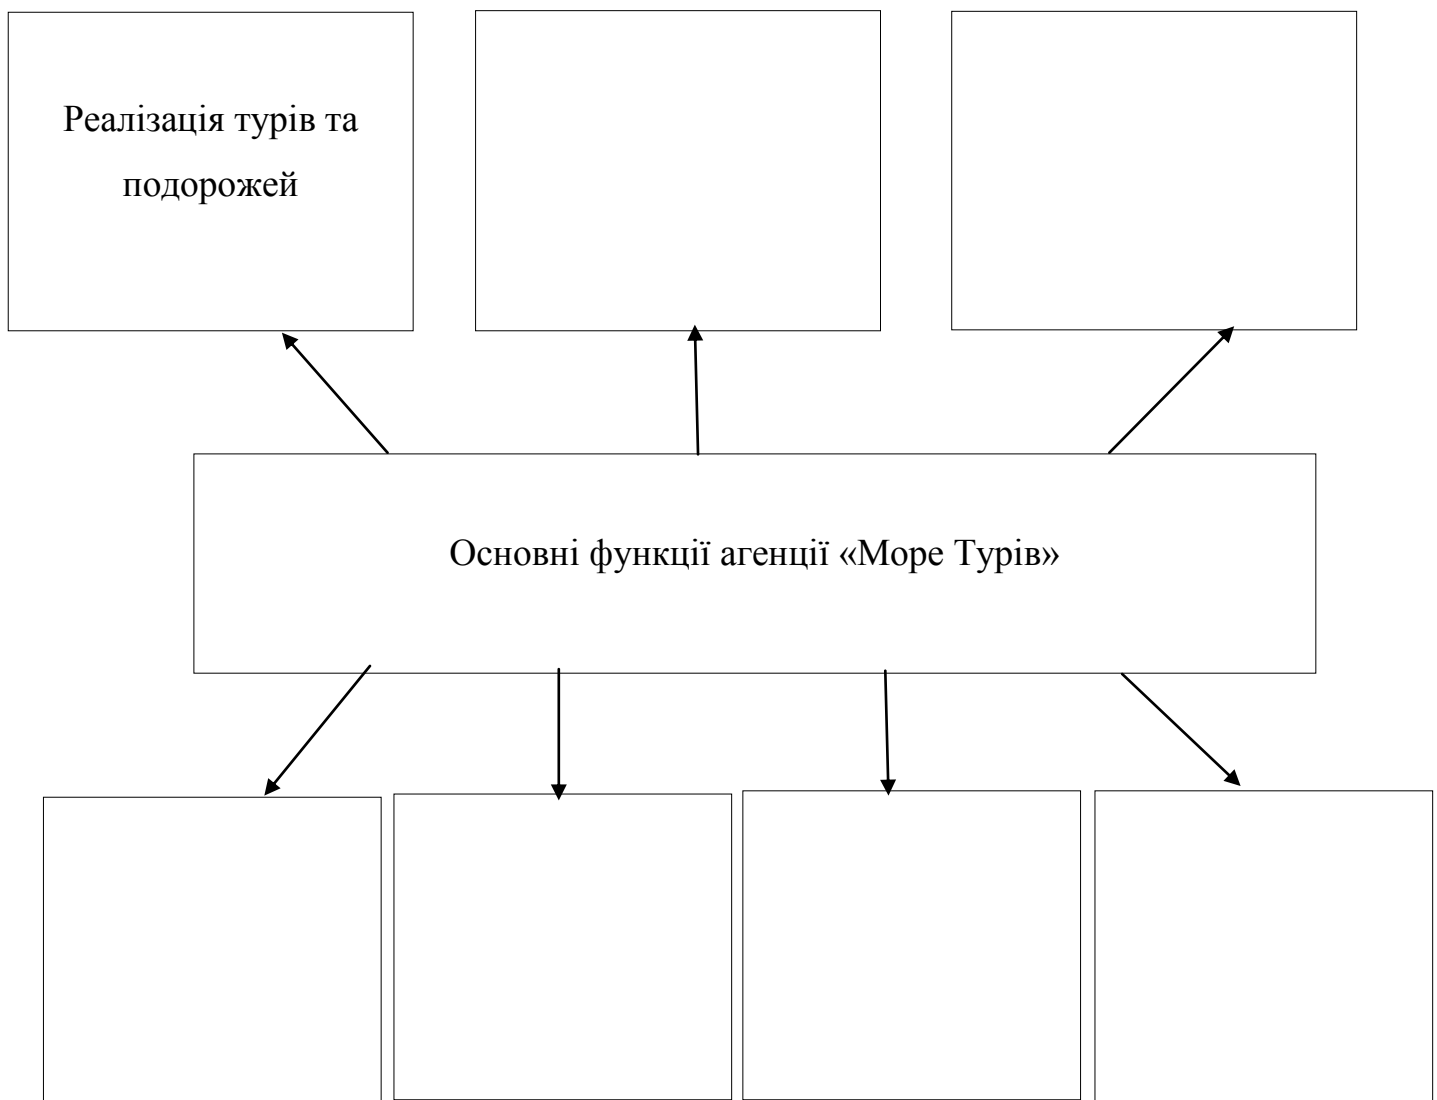 Реалізація турів та
подорожей
Основні функції агенції «Море Турів»